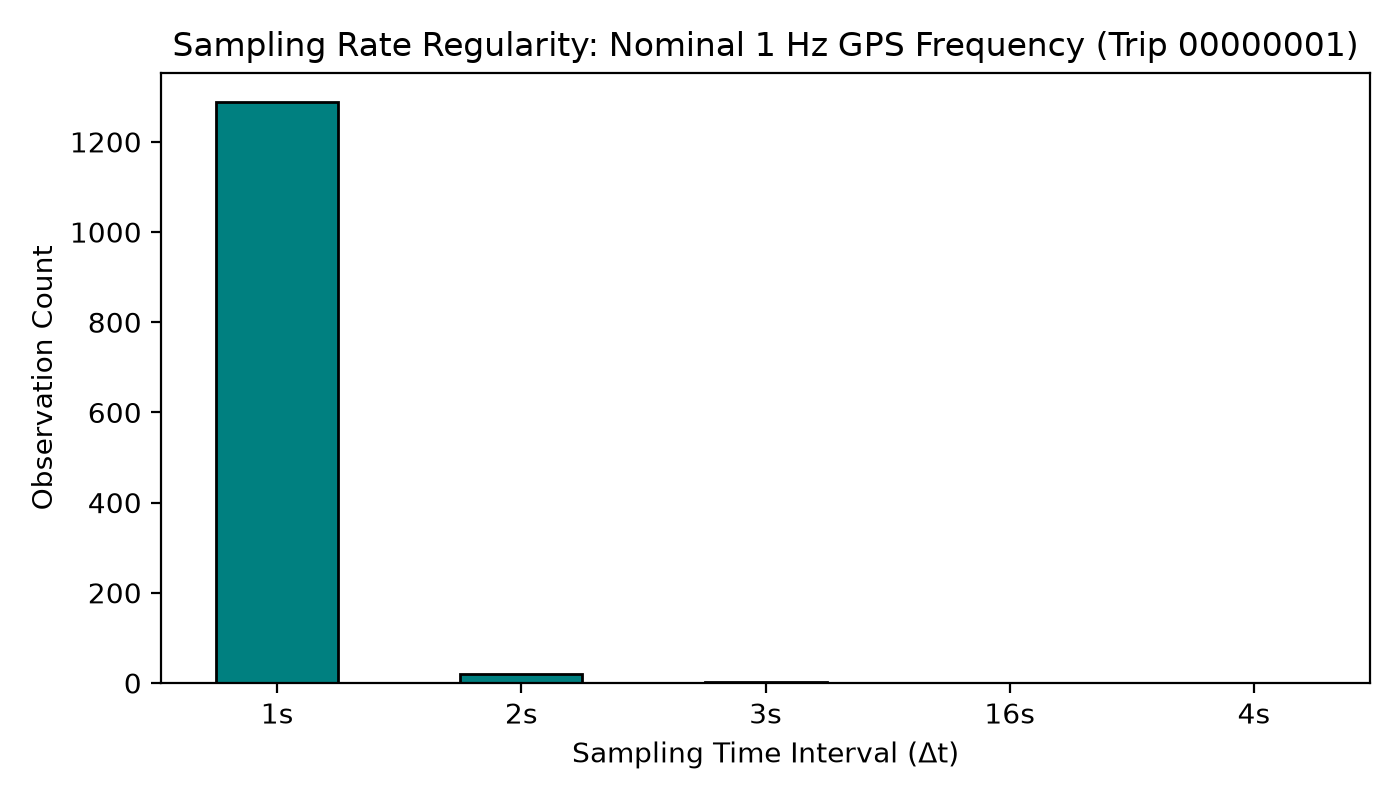 Sampling Rate Regularity: Nominal 1 Hz GPS Frequency (Trip 00000001)
Observation Count
1200
1000
800
600
400
200
0
1s 2s 3s 16s 4s
Sampling Time Interval (Δt)